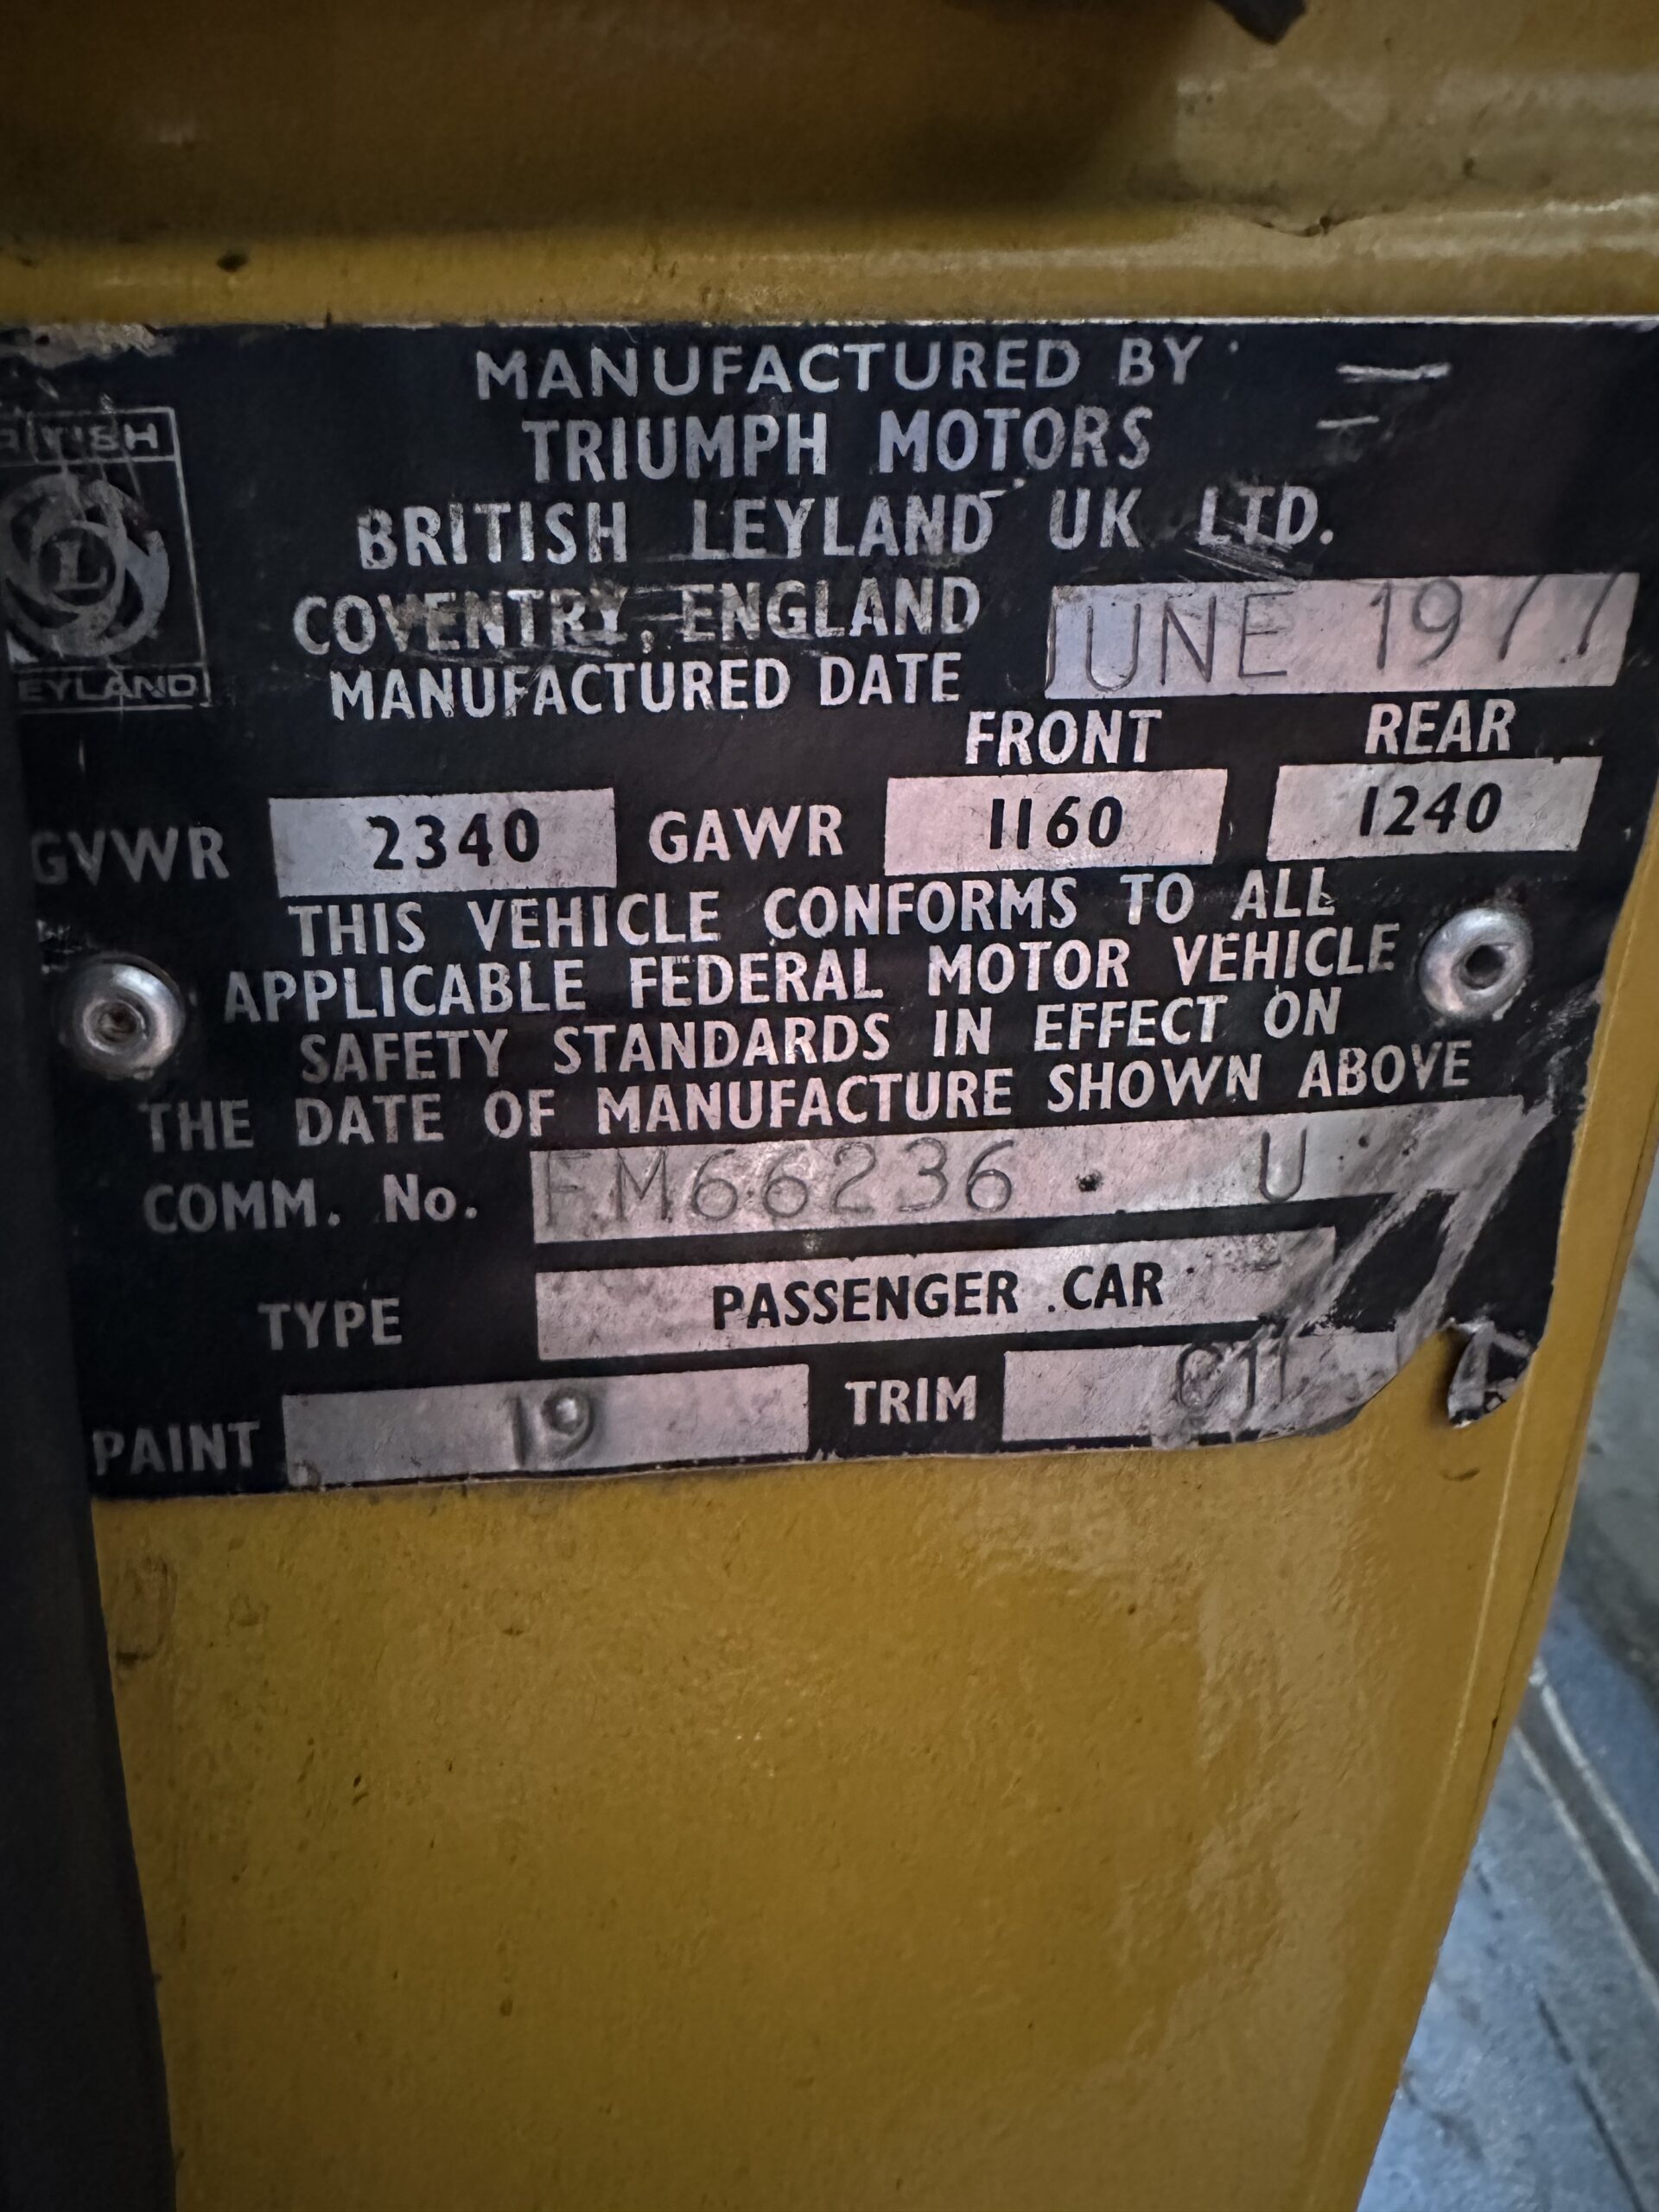 MANUFACTURED BY
TRIUMPH MOTORS
BRITISH LEYLAND UK LTD.
COVENTRY, ENGLAND
MANUFACTURED DATE JUNE 1977
RITISH
L
EYLAND
FRONT REAR
GVWR 2340 GAWR 1160 1240
THIS VEHICLE CONFORMS TO ALL
APPLICABLE FEDERAL MOTOR VEHICLE
SAFETY STANDARDS IN EFFECT ON
THE DATE OF MANUFACTURE SHOWN ABOVE
COMM. No. FM66236 U
TYPE PASSENGER CAR
PAINT 19 TRIM